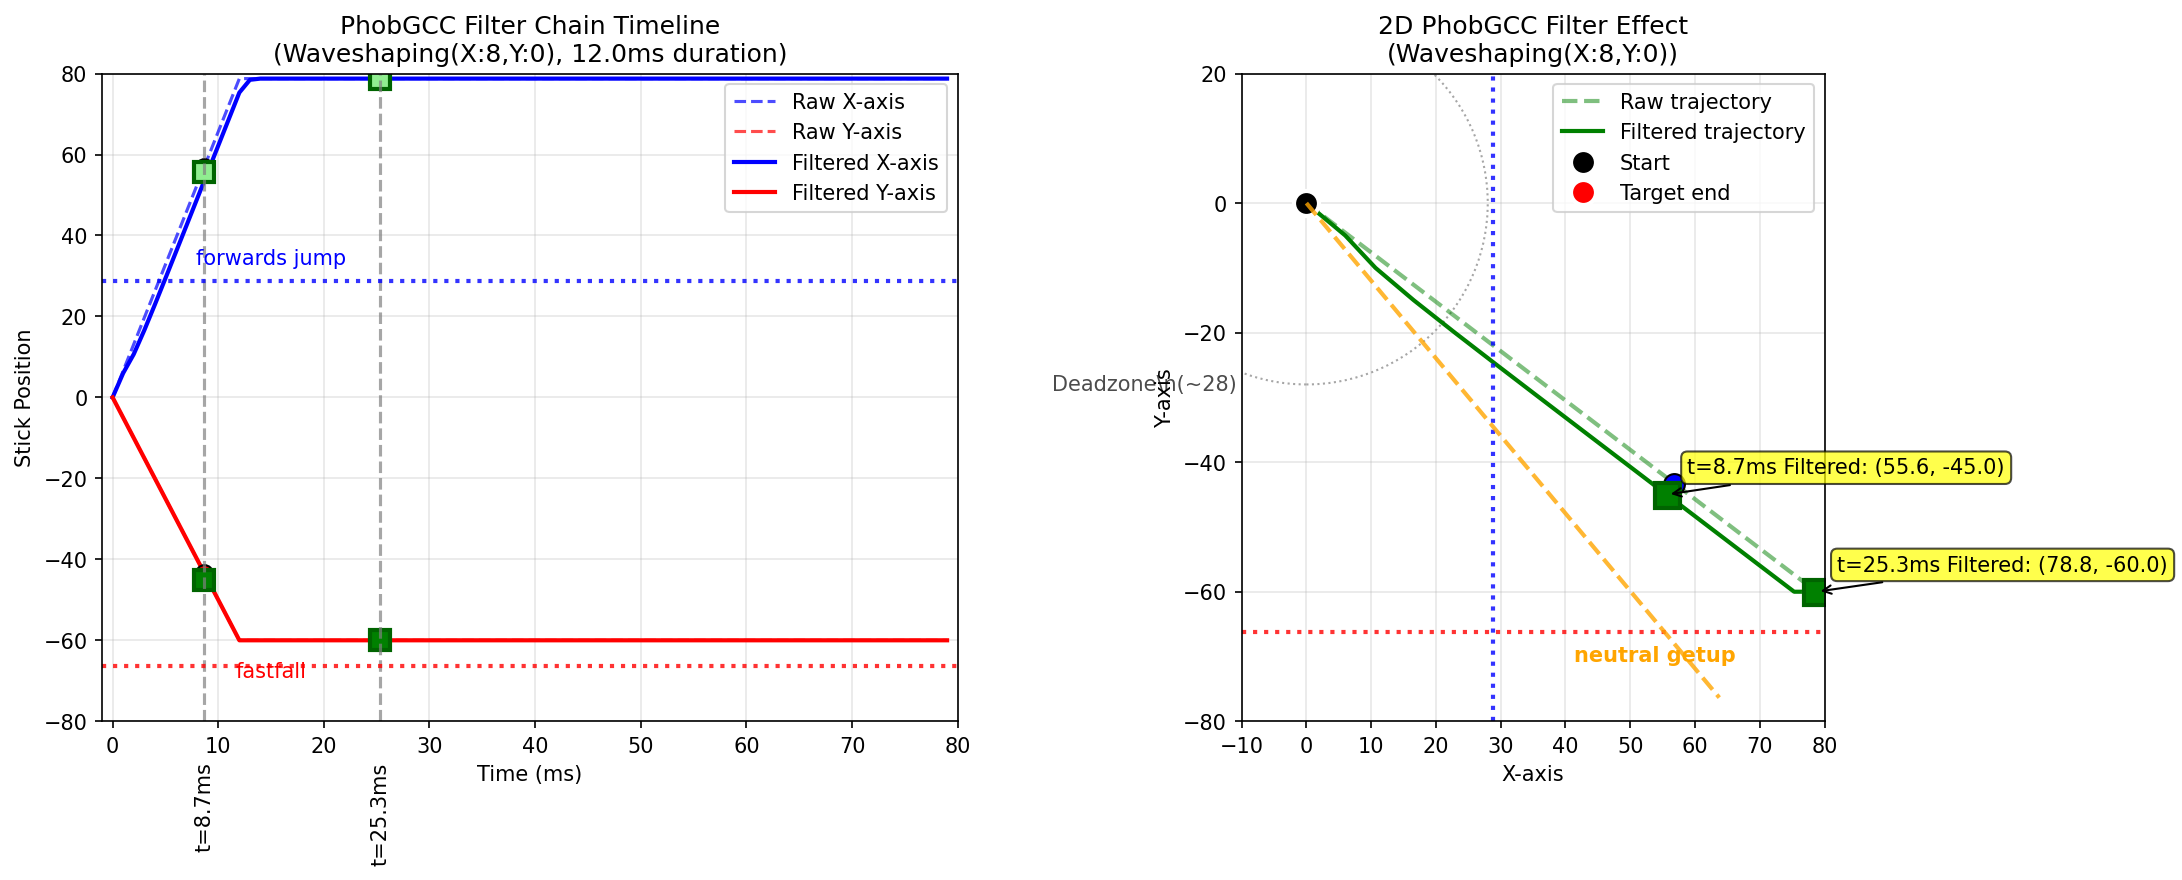 PhobGCC Filter Chain Timeline
(Waveshaping(X:8,Y:0), 12.0ms duration)
Stick Position
80
60
40
20
0
−20
−40
−60
−80
Raw X-axis
Raw Y-axis
Filtered X-axis
Filtered Y-axis
forwards jump
fastfall
0
10
20
30
40
50
60
70
80
Time (ms)
t=8.7ms
t=25.3ms
2D PhobGCC Filter Effect
(Waveshaping(X:8,Y:0))
Y-axis
20
0
−20
−40
−60
−80
Raw trajectory
Filtered trajectory
Start
Target end
Deadzone
(~28)
t=8.7ms Filtered: (55.6, -45.0)
t=25.3ms Filtered: (78.8, -60.0)
neutral getup
−10
0
10
20
30
40
50
60
70
80
X-axis